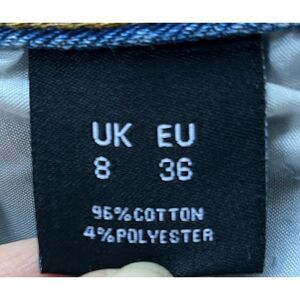 UK EU
8 36
96%COTTON
4%POLYESTER